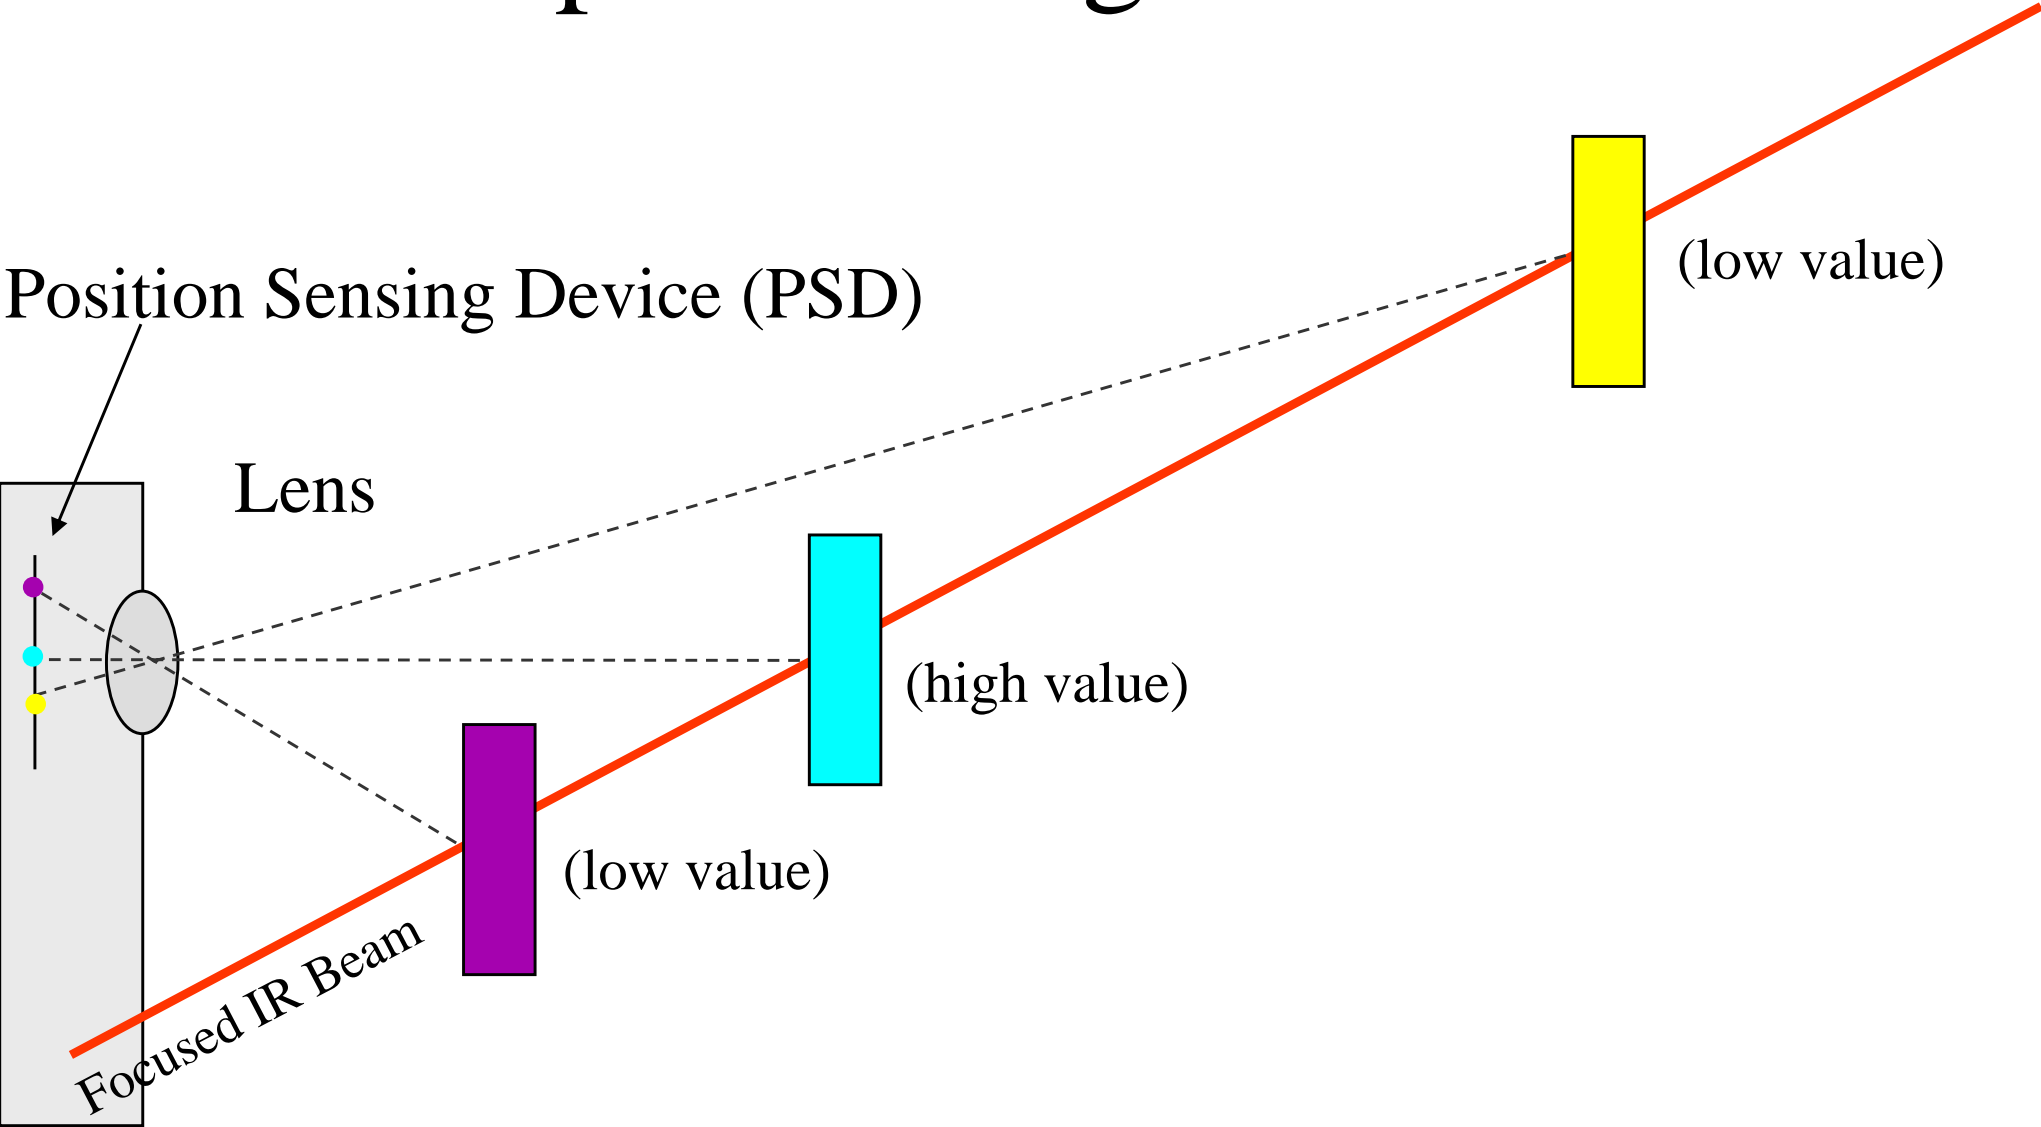 Position Sensing Device (PSD)
(low value)
Lens
(high value)
(low value)
Focused IR Beam